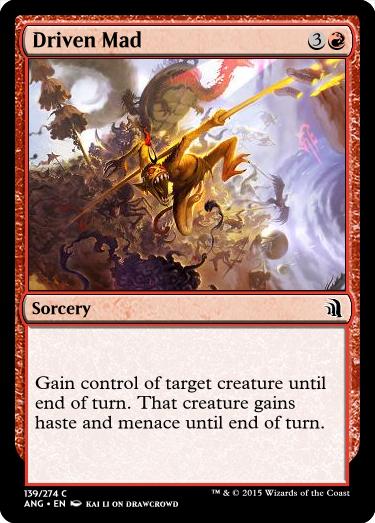 Driven Mad 3
Sorcery
Gain control of target creature until
end of turn. That creature gains
haste and menace until end of turn.
139/274 C
ANG • EN KAI LI ON DRAWCROWD
™ & © 2015 Wizards of the Coast